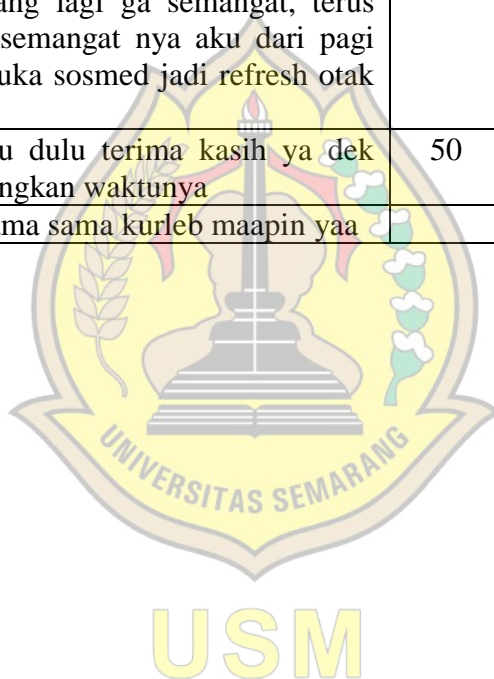 ang lagi ga semangat, terus
semangat nya aku dari pagi
uka sosmed jadi refresh otak
u dulu terima kasih ya dek 50
ngkan waktunya
ama sama kurleb maapin yaa
UNIVERSITAS SEMARANG
USM